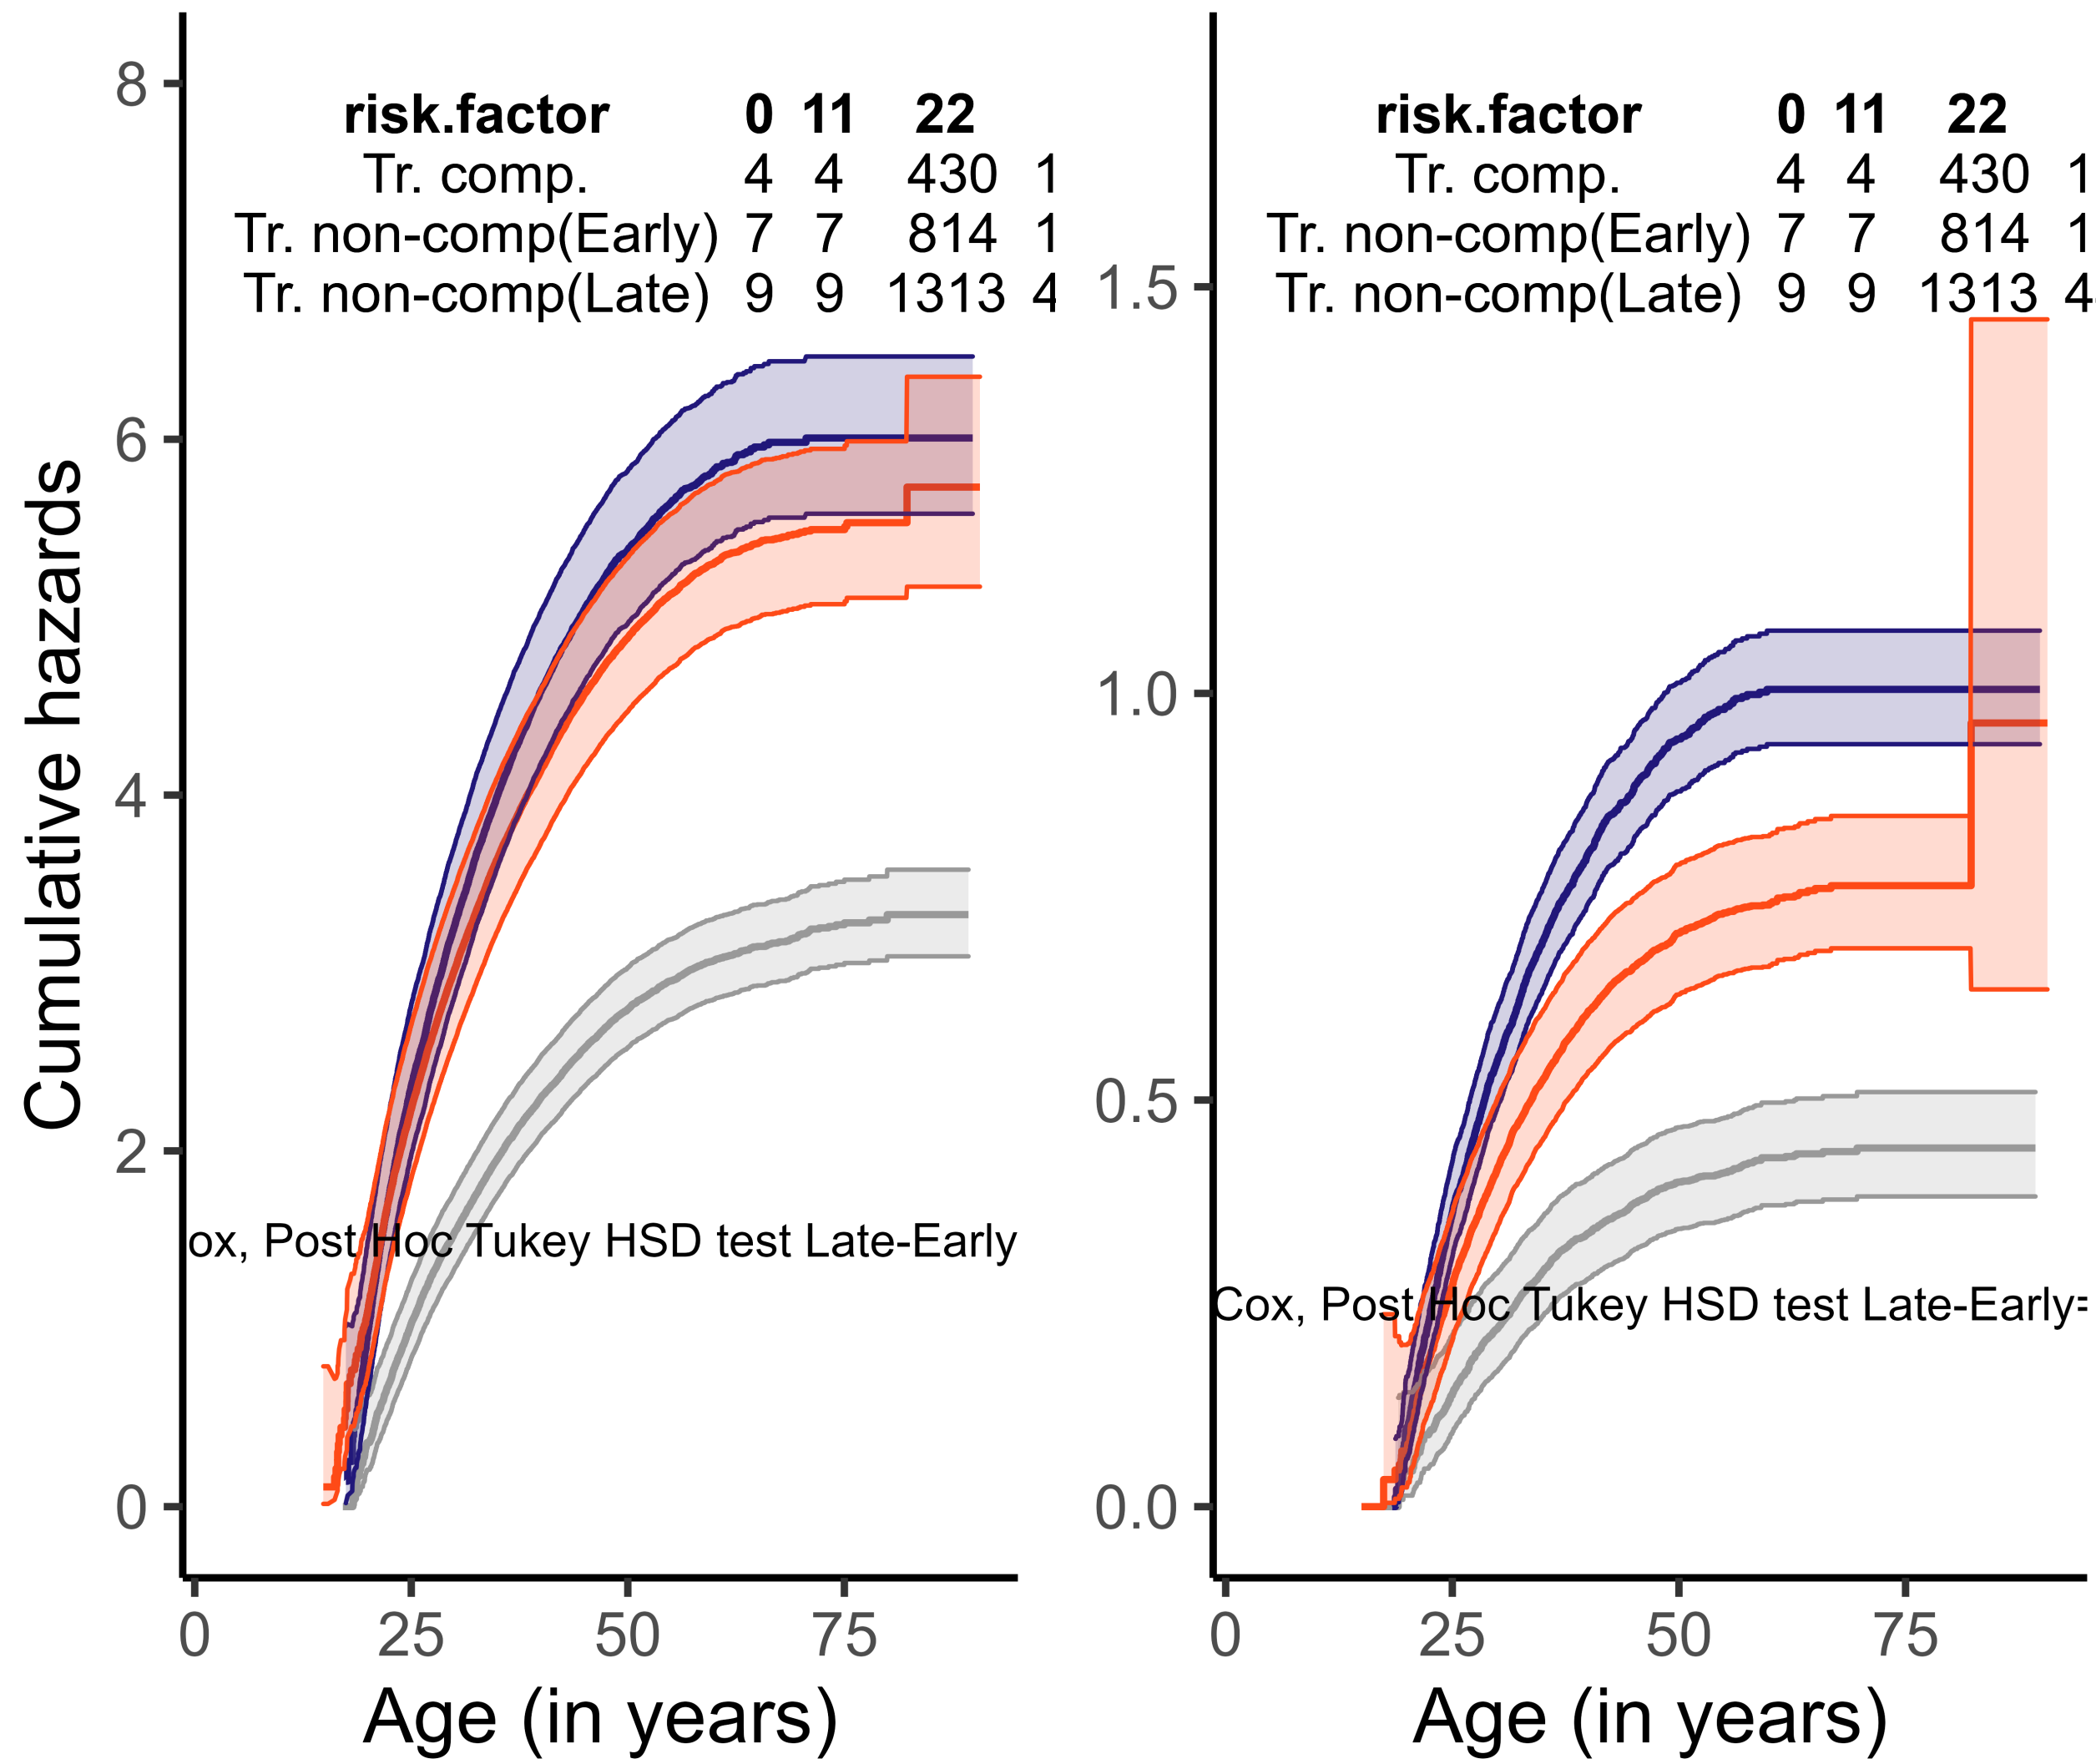 8
risk.factor 0 11 22
Tr. comp. 4 4 430 1
Tr. non-comp(Early) 7 7 814 1
Tr. non-comp(Late) 9 9 1313 4
6
4
2
0
Cumulative hazards
ox, Post Hoc Tukey HSD test Late-Early
0 25 50 75
Age (in years)
risk.factor 0 11 22
Tr. comp. 4 4 430 1
Tr. non-comp(Early) 7 7 814 1
Tr. non-comp(Late) 9 9 1313 4
1.5
1.0
0.5
0.0
Cox, Post Hoc Tukey HSD test Late-Early=
0 25 50 75
Age (in years)